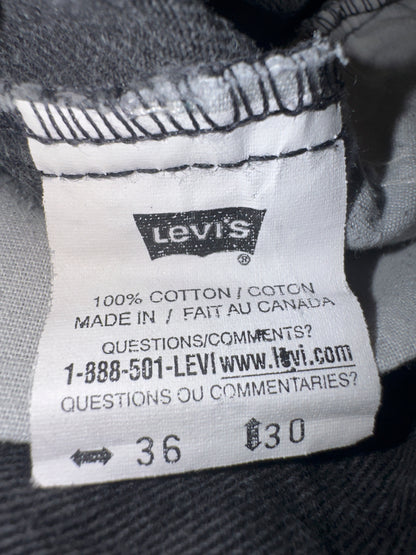 LEVI'S
®
100% COTTON / COTON
MADE IN / FAIT AU CANADA
QUESTIONS/COMMENTS?
1-888-501-LEVI www.levi.com
QUESTIONS OU COMMENTARIES?
↔ 36 ↕30